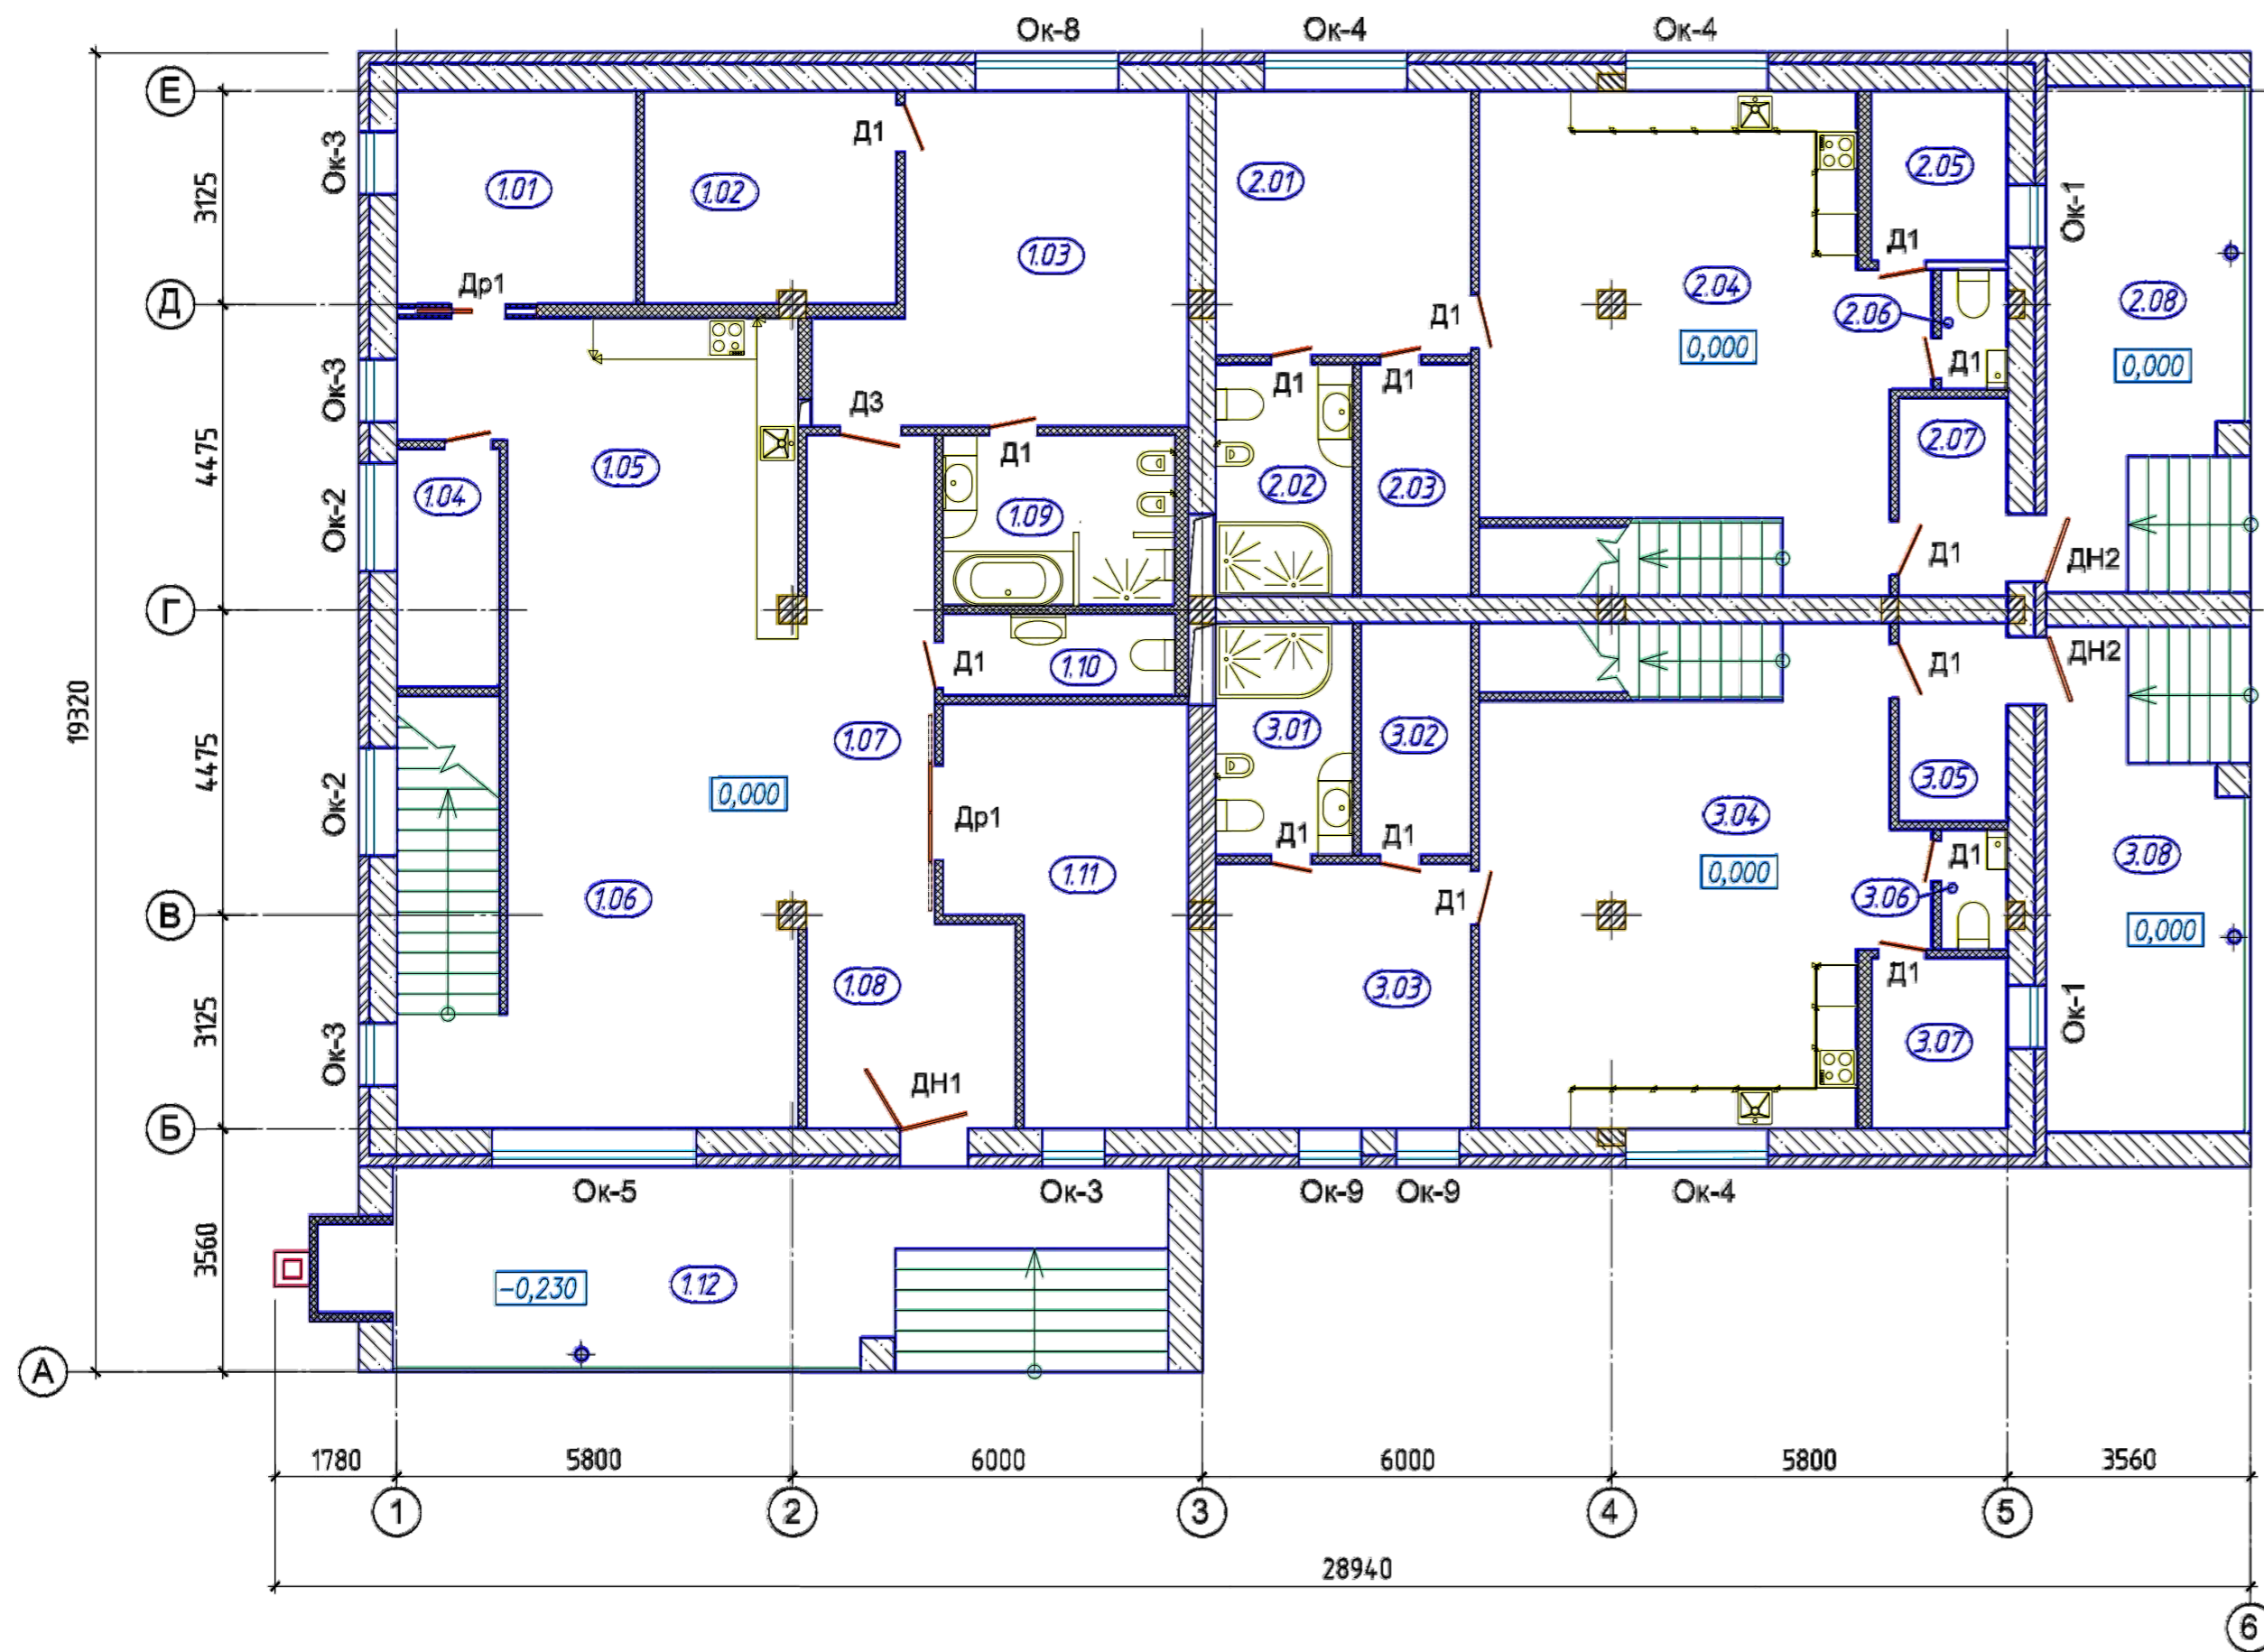 Ок-8 Ок-4 Ок-4
Е
Ок-3
3125
Д1
1.01
1.02
1.03
2.01
2.04
2.05
Д1
Ок-1
2.08
0,000
Д
Др1
Д1
0,000
2.06
Д1
Ок-3
4475
Д3
Д1
Д1
Д1
2.07
1.04
1.05
1.09
2.02
2.03
Ок-2
Д1
ДН2
Г
19320
Д1
1.10
Д1
ДН2
4475
Ок-2
1.07
0,000
Др1
3.01
3.02
3.04
0,000
3.05
Д1
Д1
Д1
3.08
0,000
В
1.06
1.11
Д1
3.06
Д1
3125
Ок-3
1.08
ДН1
3.03
3.07
Ок-1
Б
Ок-5 Ок-3 Ок-9 Ок-9 Ок-4
3560
-0,230
1.12
А
1780 5800 6000 6000 5800 3560
1 2 3 4 5
28940
6